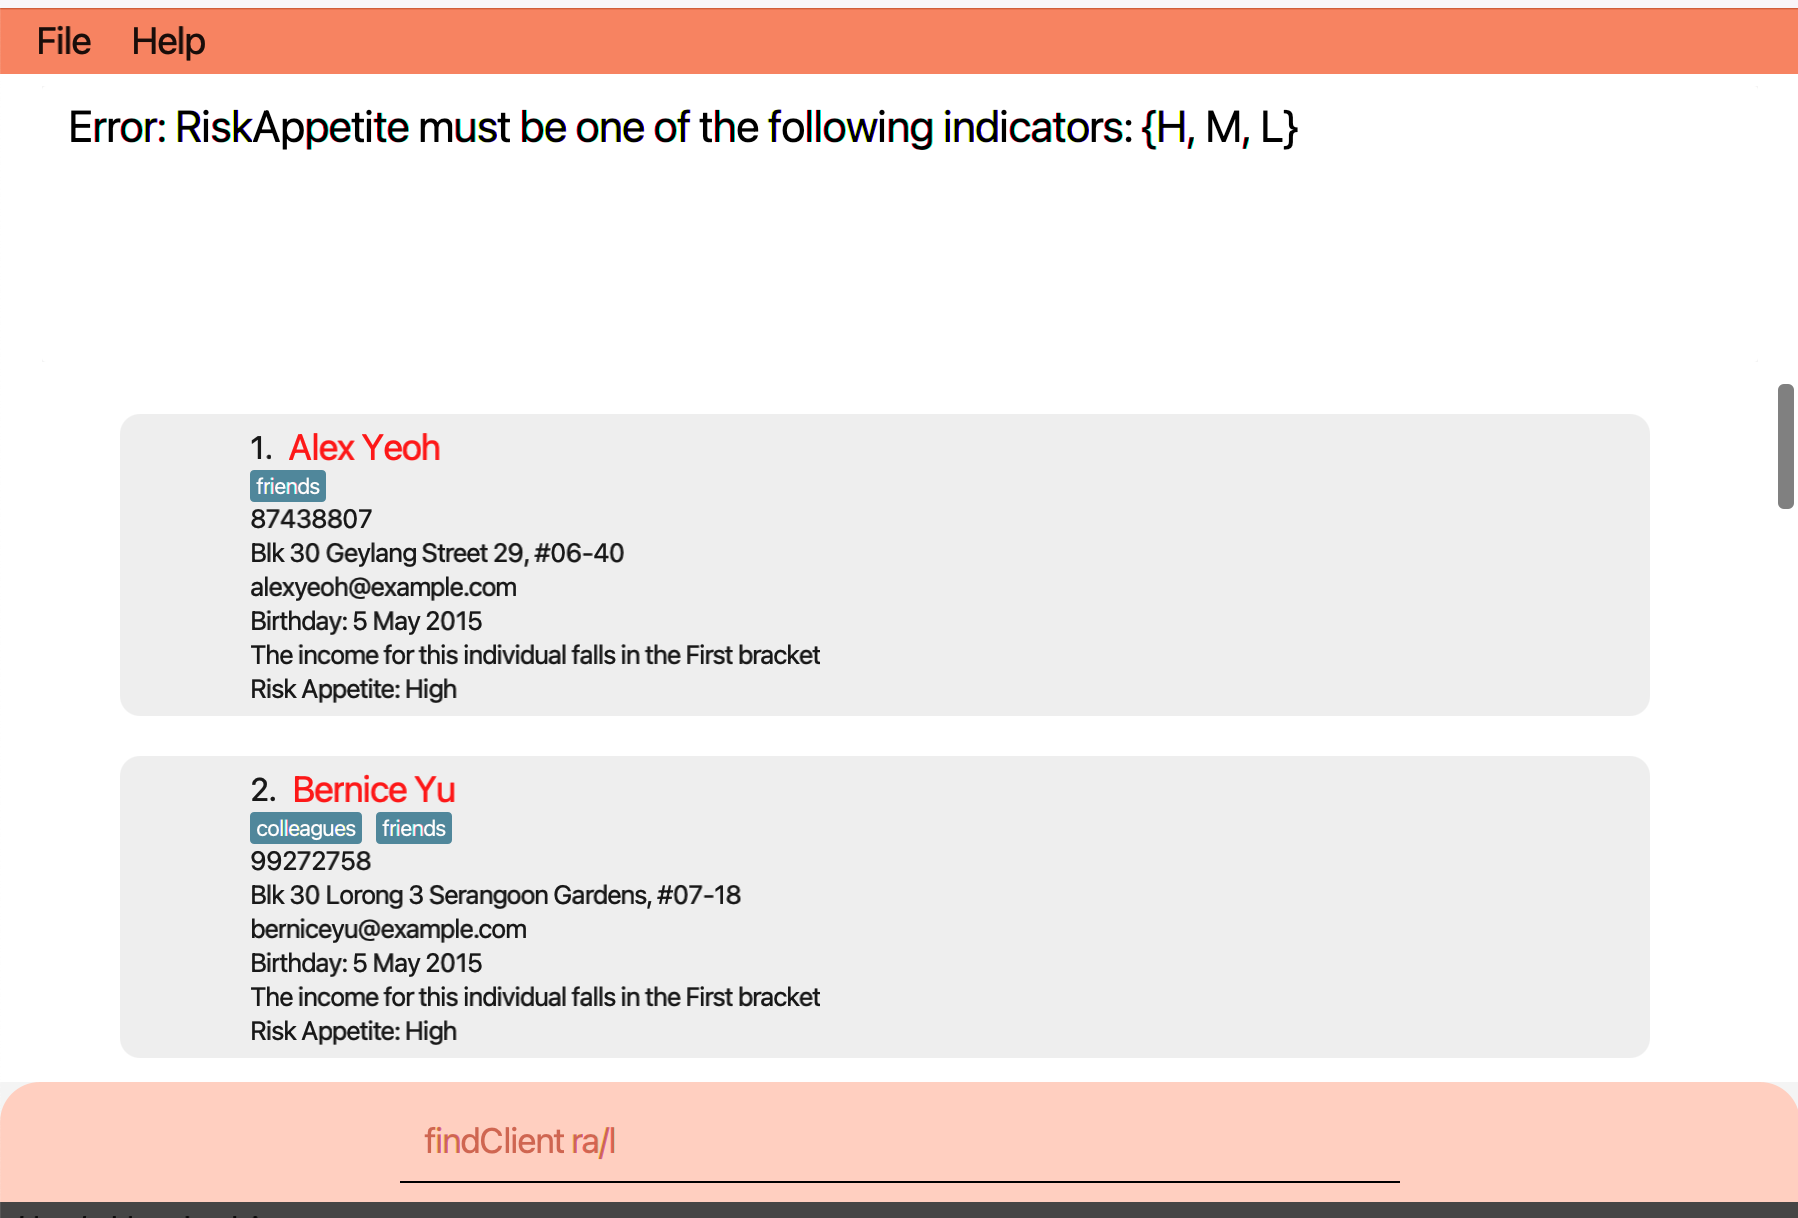 File Help
Error: RiskAppetite must be one of the following indicators: {H, M, L}
1. Alex Yeoh
friends
87438807
Blk 30 Geylang Street 29, #06-40
alexyeoh@example.com
Birthday: 5 May 2015
The income for this individual falls in the First bracket
Risk Appetite: High
2. Bernice Yu
colleagues friends
99272758
Blk 30 Lorong 3 Serangoon Gardens, #07-18
berniceyu@example.com
Birthday: 5 May 2015
The income for this individual falls in the First bracket
Risk Appetite: High
findClient ra/l